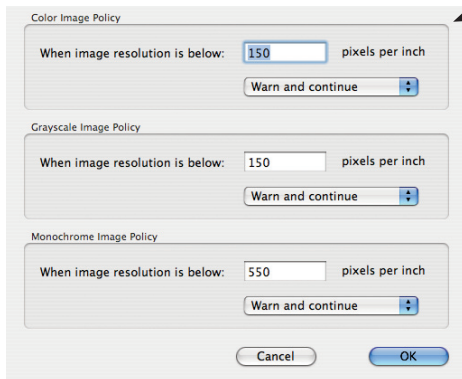 Color Image Policy
When image resolution is below: 150 pixels per inch
Warn and continue
Grayscale Image Policy
When image resolution is below: 150 pixels per inch
Warn and continue
Monochrome Image Policy
When image resolution is below: 550 pixels per inch
Warn and continue
Cancel OK